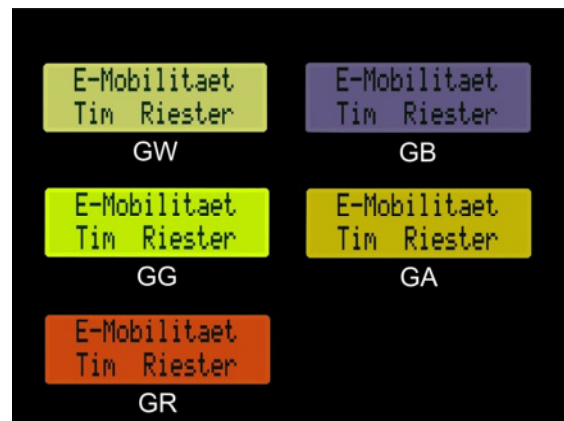 E-Mobilitaet
Tim Riester
GW
E-Mobilitaet
Tim Riester
GB
E-Mobilitaet
Tim Riester
GG
E-Mobilitaet
Tim Riester
GA
E-Mobilitaet
Tim Riester
GR